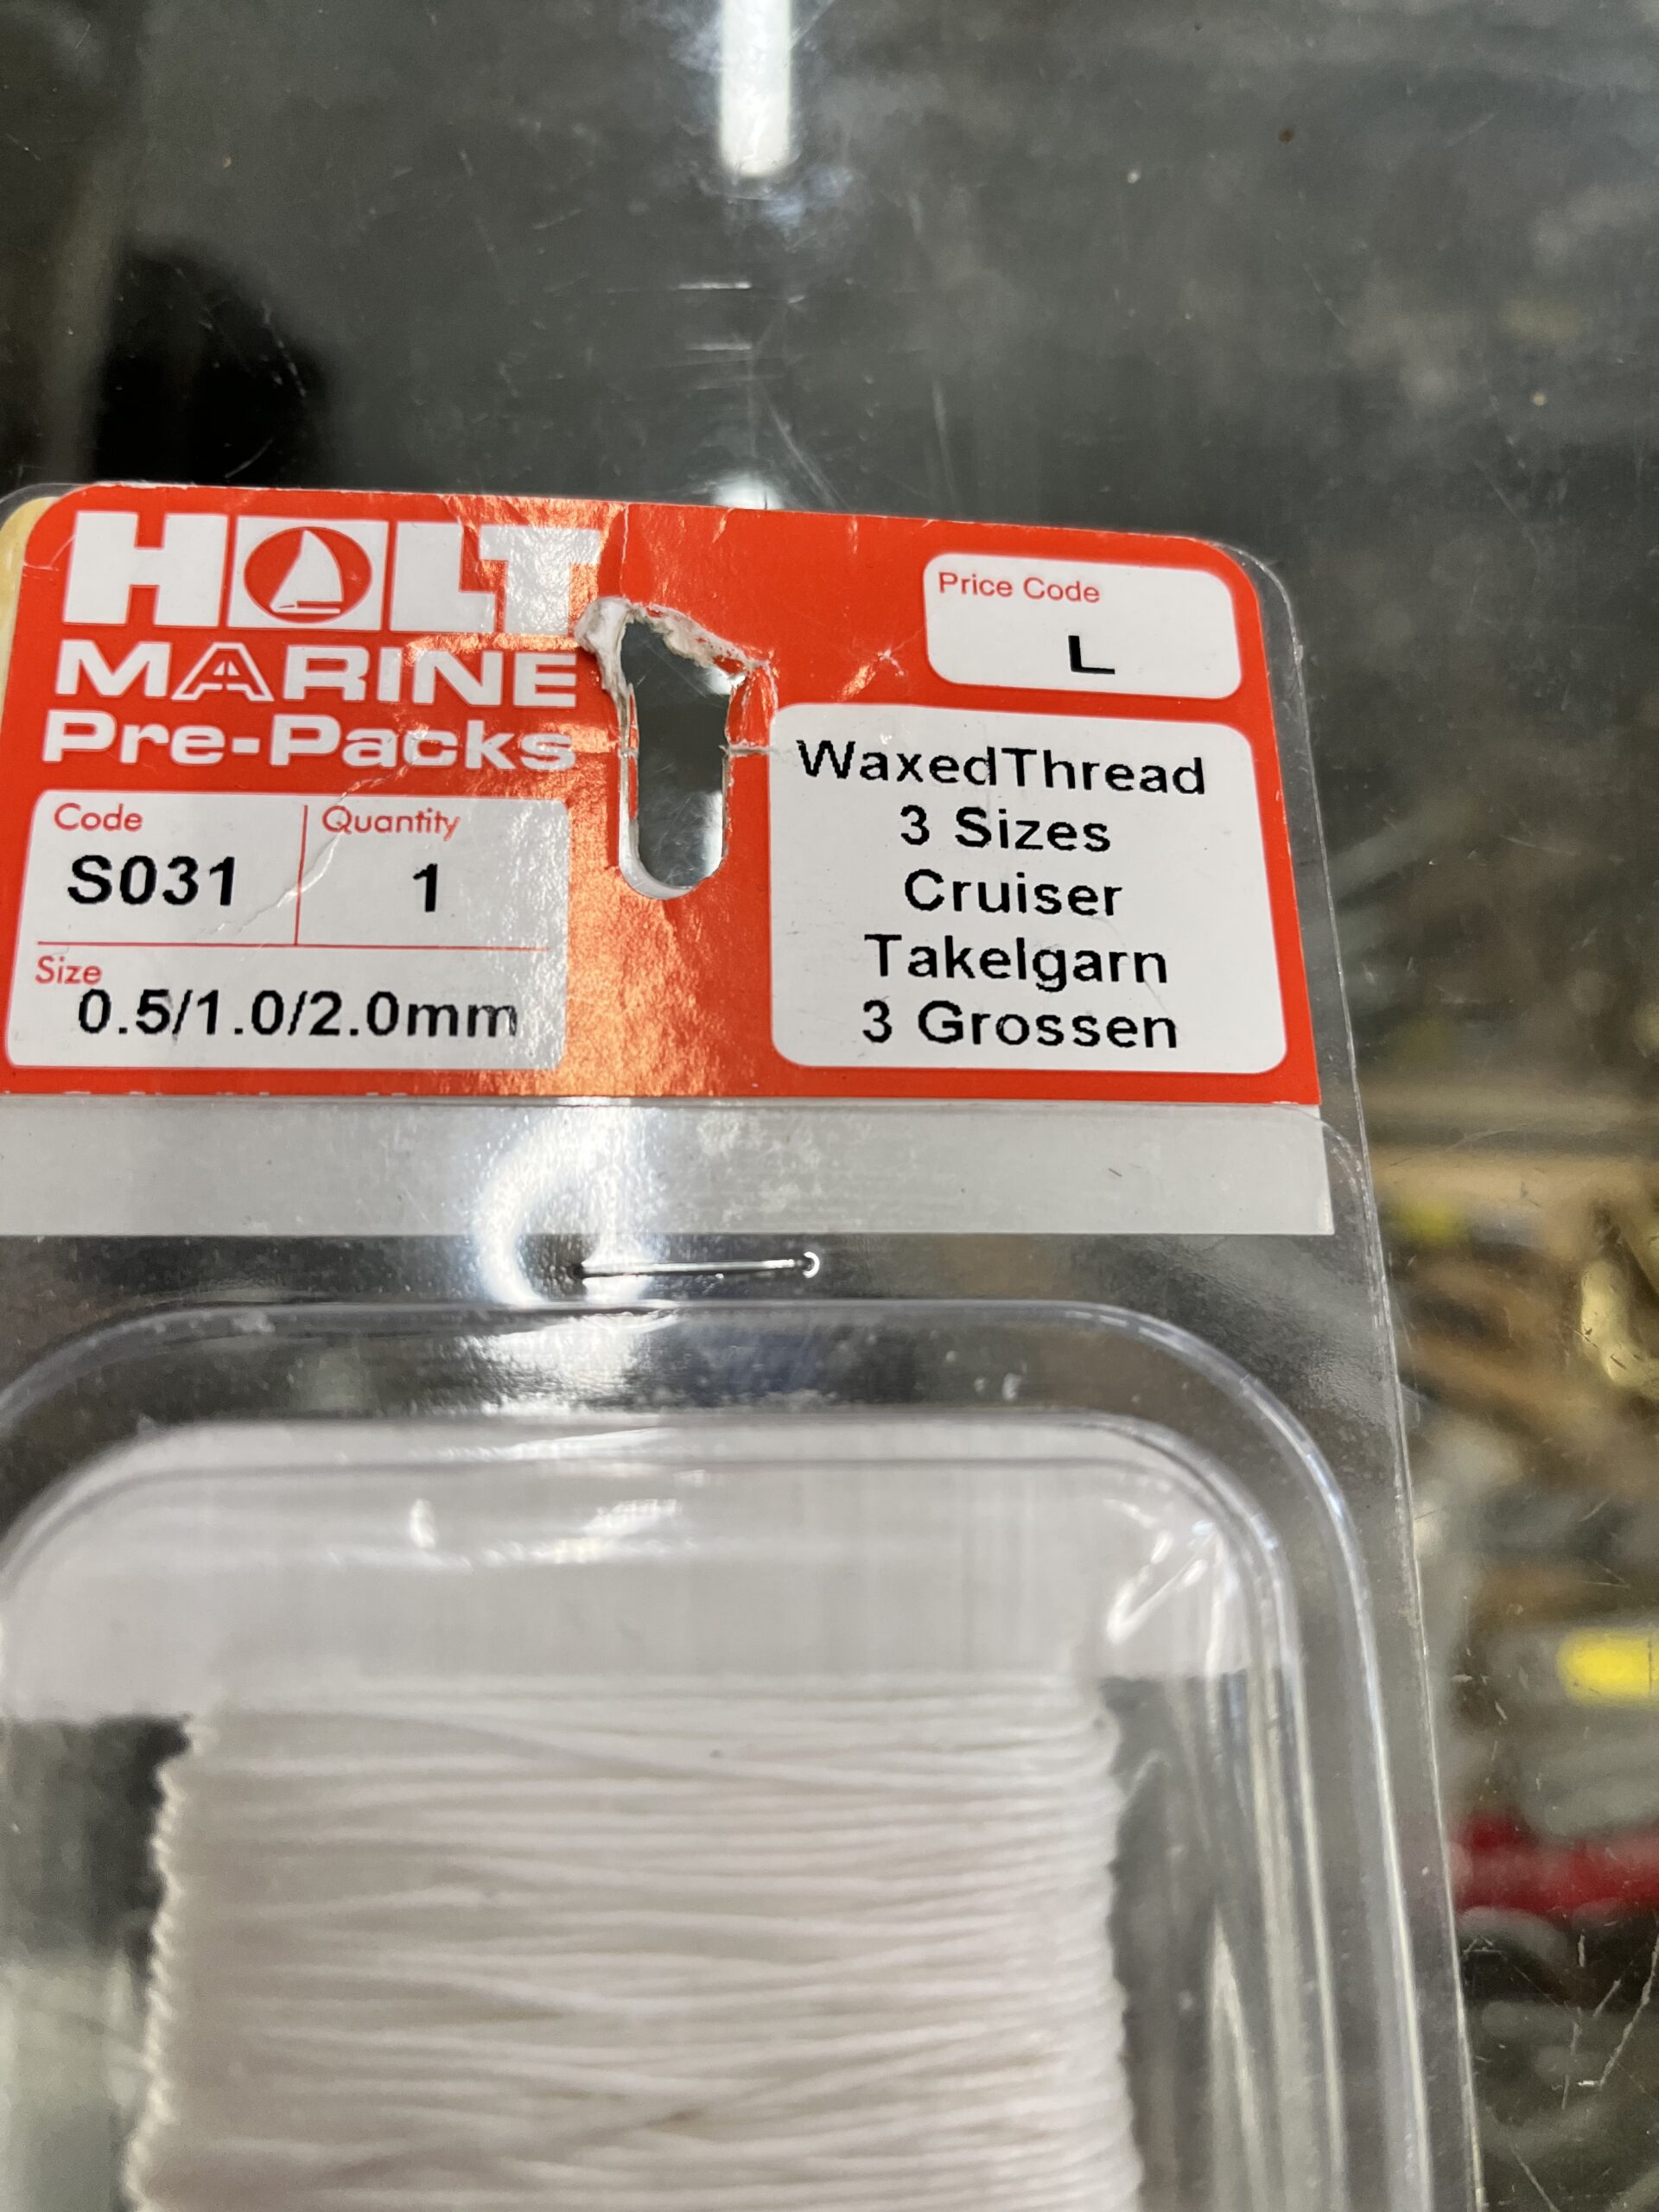 HOLT
MARINE
Pre-Packs
Code
Quantity
S031
1
Size
0.5/1.0/2.0mm
Price Code
L
WaxedThread
3 Sizes
Cruiser
Takelgarn
3 Grossen